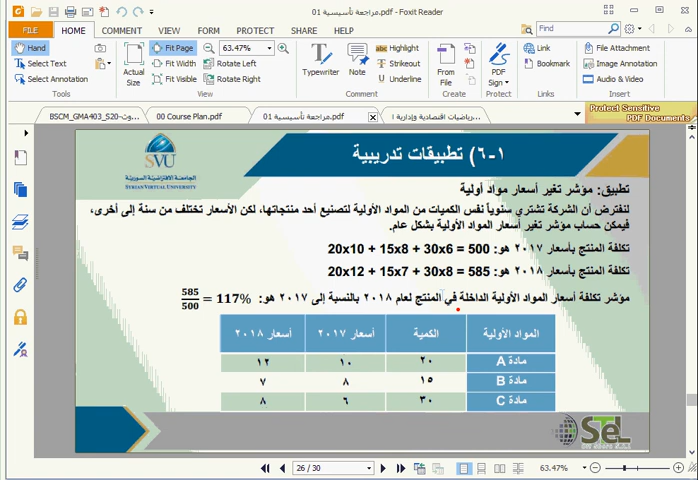 مراجعة تأسيسية 01.pdf - Foxit Reader
FILE HOME COMMENT VIEW FORM PROTECT SHARE HELP Find
Hand
Select Text
Select Annotation
Actual Size
Fit Page
Fit Width
Fit Visible
63.47%
Rotate Left
Rotate Right
Typewriter
Note
Highlight
Strikeout
Underline
From File
PDF Sign
Link
Bookmark
File Attachment
Image Annotation
Audio & Video
Tools View Comment Create Protect Links Insert
00 Course Plan.pdf
مراجعة تأسيسية 01.pdf
Protect Sensitive
PDF Documents
SVU
الجامعة الافتراضية السورية
SYRIAN VIRTUAL UNIVERSITY
١-٦) تطبيقات تدريبية
تطبيق: مؤشر تغير أسعار مواد أولية
لنفترض أن الشركة تشتري سنوياً نفس الكميات من المواد الأولية لتصنيع أحد منتجاتها، لكن الأسعار تختلف من سنة إلى أخرى،
فيمكن حساب مؤشر تغير أسعار المواد الأولية بشكل عام.
تكلفة المنتج بأسعار ٢٠١٧ هو: 20x10 + 15x8 + 30x6 = 500
تكلفة المنتج بأسعار ٢٠١٨ هو: 20x12 + 15x7 + 30x8 = 585
مؤشر تكلفة أسعار المواد الأولية الداخلة في المنتج لعام ٢٠١٨ بالنسبة إلى ٢٠١٧ هو: 585/500 = 117%
المواد الأولية الكمية أسعار ٢٠١٧ أسعار ٢٠١٨
مادة A ٢٠ ١٠ ١٢
مادة B ١٥ ٨ ٧
مادة C ٣٠ ٦ ٨
SeTeL
26 / 30
63.47%